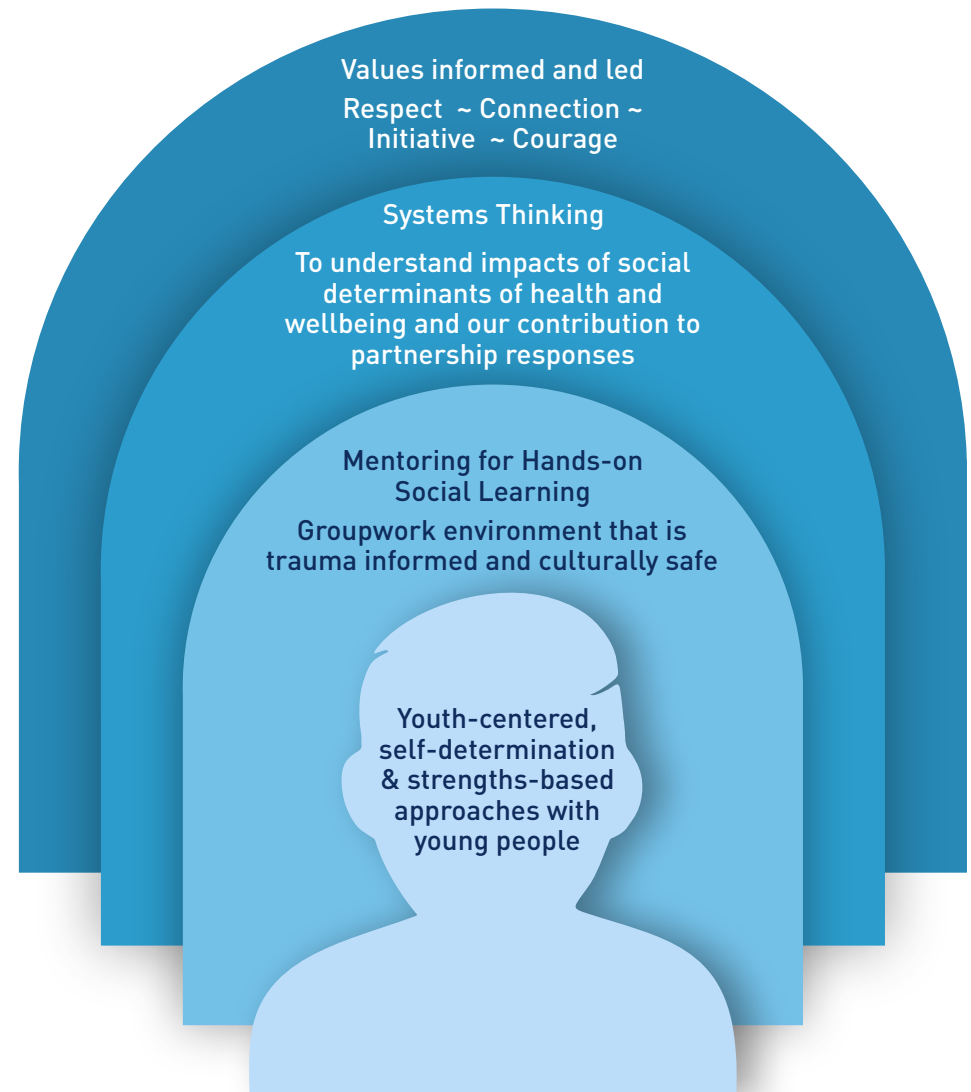 Values informed and led
Respect ~ Connection ~
Initiative ~ Courage
Systems Thinking
To understand impacts of social
determinants of health and
wellbeing and our contribution to
partnership responses
Mentoring for Hands-on
Social Learning
Groupwork environment that is
trauma informed and culturally safe
Youth-centered,
self-determination
& strengths-based
approaches with
young people